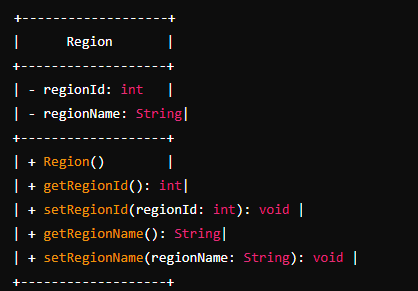 +-------------------+
|      Region       |
+-------------------+
| - regionId: int   |
| - regionName: String|
+-------------------+
| + Region()        |
| + getRegionId(): int|
| + setRegionId(regionId: int): void |
| + getRegionName(): String|
| + setRegionName(regionName: String): void |
+-------------------+